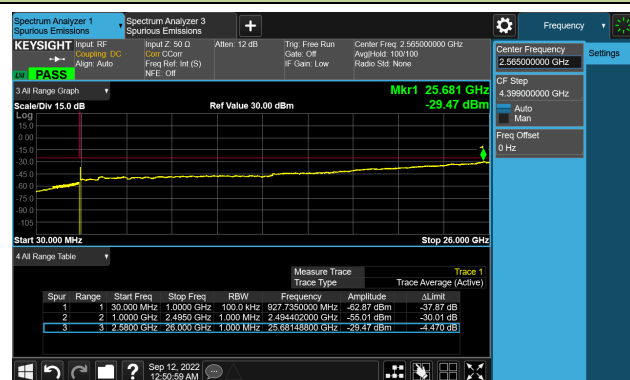 Spectrum Analyzer 1
Spurious Emissions
Spectrum Analyzer 3
Spurious Emissions
Frequency
KEYSIGHT
Input: RF
Coupling: DC
Align: Auto
Input Z: 50 Ω
Corr CCorr
Freq Ref: Int (S)
NFE: Off
Atten: 12 dB
Trig: Free Run
Gate: Off
IF Gain: Low
Center Freq: 2.565000000 GHz
Avg|Hold: 100/100
Radio Std: None
LXI PASS
Center Frequency
2.565000000 GHz
Settings
CF Step
4.399000000 GHz
Auto
Man
Freq Offset
0 Hz
3 All Range Graph
Mkr1 25.681 GHz
-29.47 dBm
Scale/Div 15.0 dB
Ref Value 30.00 dBm
Log
15.0
0.00
-15.0
-30.0
-45.0
-60.0
-75.0
-90.0
-105
1
Start 30.000 MHz
Stop 26.000 GHz
4 All Range Table
Measure Trace Trace 1
Trace Type Trace Average (Active)
Spur Range Start Freq Stop Freq RBW Frequency Amplitude ΔLimit
1 1 30.000 MHz 1.0000 GHz 100.0 kHz 927.7350000 MHz -62.87 dBm -37.87 dB
2 2 1.0000 GHz 2.4950 GHz 1.000 MHz 2.494402000 GHz -55.01 dBm -30.01 dB
3 3 2.5800 GHz 26.000 GHz 1.000 MHz 25.68148800 GHz -29.47 dBm -4.470 dB
Sep 12, 2022
12:50:59 AM